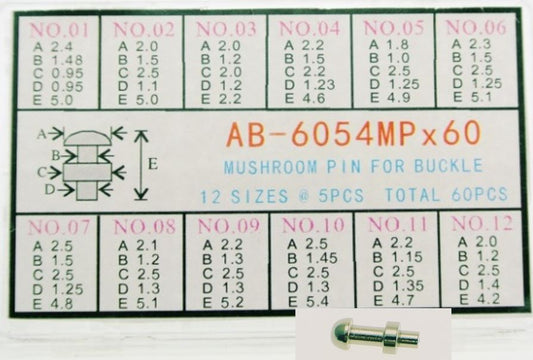 NO.01 NO.02 NO.03 NO.04 NO.05 NO.06
A 2.4 A 2.0 A 2.0 A 2.2 A 1.8 A 2.3
B 1.48 B 1.5 B 1.2 B 1.5 B 1.0 B 1.5
C 0.95 C 2.5 C 2.0 C 2.2 C 2.5 C 2.5
D 0.95 D 1.1 D 1.2 D 1.23 D 1.25 D 1.25
E 5.0 E 5.0 E 2.2 E 4.6 E 4.9 E 5.1
A
B
C
D
E
AB-6054MPx60
MUSHROOM PIN FOR BUCKLE
12 SIZES @ 5PCS TOTAL 60PCS
NO.07 NO.08 NO.09 NO.10 NO.11 NO.12
A 2.5 A 2.1 A 2.2 A 2.5 A 2.2 A 2.0
B 1.5 B 1.2 B 1.3 B 1.45 B 1.15 B 1.2
C 2.5 C 2.5 C 2.5 C 2.5 C 2.5 C 2.5
D 1.25 D 1.3 D 1.3 D 1.3 D 1.35 D 1.4
E 4.8 E 5.1 E 5.2 E 5.4 E 4.7 E 4.2